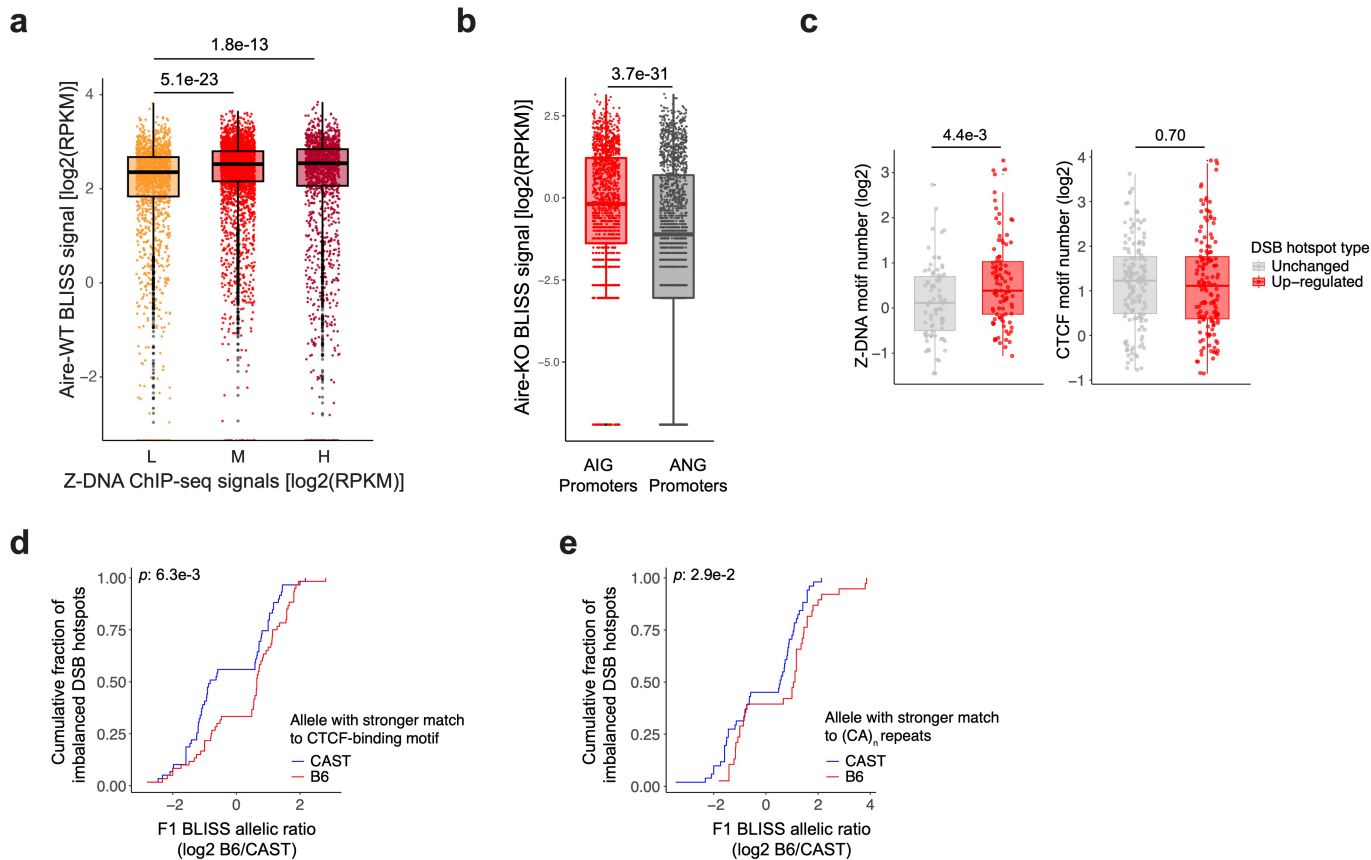 a
1.8e-13
5.1e-23
Aire-WT BLISS signal [log2(RPKM)]
4
2
0
−2
L
M
H
Z-DNA ChIP-seq signals [log2(RPKM)]
b
3.7e-31
Aire-KO BLISS signal [log2(RPKM)]
2.5
0.0
−2.5
−5.0
AIG
Promoters
ANG
Promoters
c
4.4e-3
Z-DNA motif number (log2)
3
2
1
0
−1
0.70
CTCF motif number (log2)
4
3
2
1
0
−1
DSB hotspot type
Unchanged
Up−regulated
d
p: 6.3e-3
Cumulative fraction of
imbalanced DSB hotspots
1.00
0.75
0.50
0.25
0.00
Allele with stronger match
to CTCF-binding motif
CAST
B6
−2
0
2
F1 BLISS allelic ratio
(log2 B6/CAST)
e
p: 2.9e-2
Cumulative fraction of
imbalanced DSB hotspots
1.00
0.75
0.50
0.25
0.00
Allele with stronger match
to (CA)n repeats
CAST
B6
−2
0
2
4
F1 BLISS allelic ratio
(log2 B6/CAST)